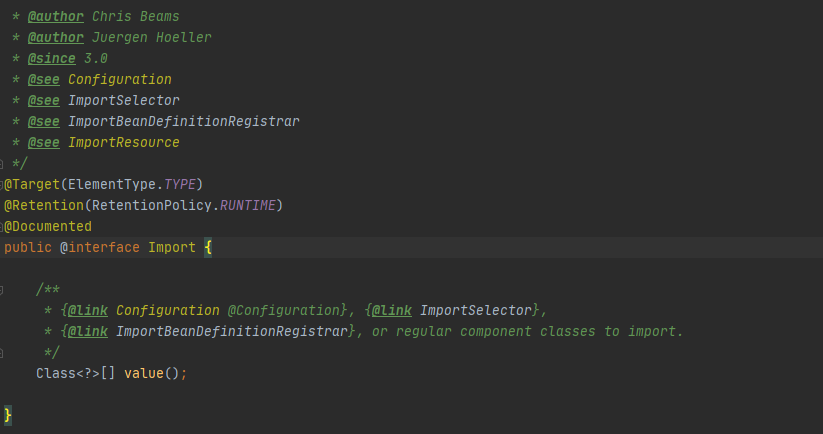 * @author Chris Beams
* @author Juergen Hoeller
* @since 3.0
* @see Configuration
* @see ImportSelector
* @see ImportBeanDefinitionRegistrar
* @see ImportResource
*/
@Target(ElementType.TYPE)
@Retention(RetentionPolicy.RUNTIME)
@Documented
public @interface Import {
/**
* {@link Configuration @Configuration}, {@link ImportSelector},
* {@link ImportBeanDefinitionRegistrar}, or regular component classes to import.
*/
Class<?>[] value();
}